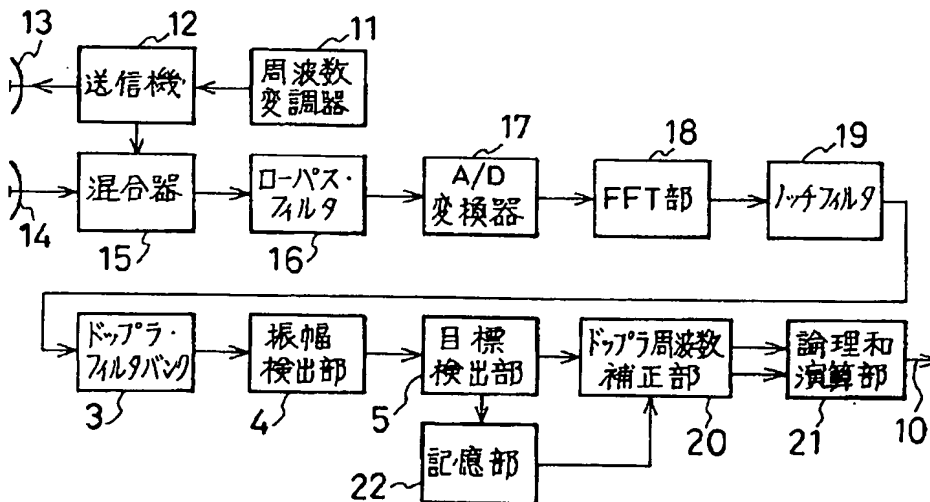 13
12
11
送信機
周波数
変調器
17
18
19
混合器
ローパス・
フィルタ
A/D
変換器
FFT部
ノッチフィルタ
14
15
16
ドップラ・
フィルタバンク
振幅
検出部
目標
検出部
ドップラ周波数
補正部
論理和
演算部
3
4
5
20
21
10
22
記憶部